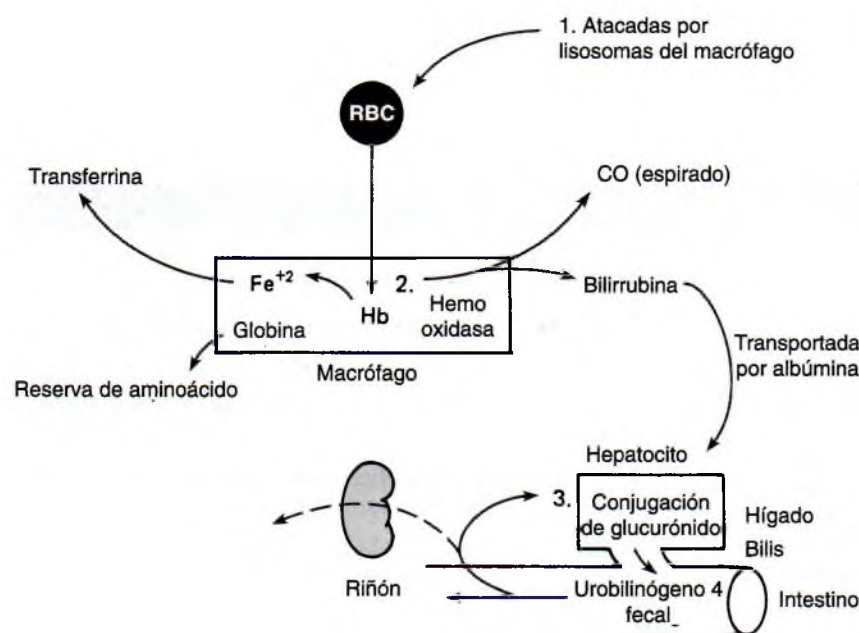 1. Atacadas por
lisosomas del macrófago
RBC
Transferrina
CO (espirado)
Fe+2
2.
Hb
Hemo
oxidasa
Globina
Bilirrubina
Reserva de aminoácido
Macrófago
Transportada
por albúmina
Hepatocito
3.
Conjugación
de glucurónido
Hígado
Bilis
Riñón
Urobilinógeno 4
fecal
Intestino